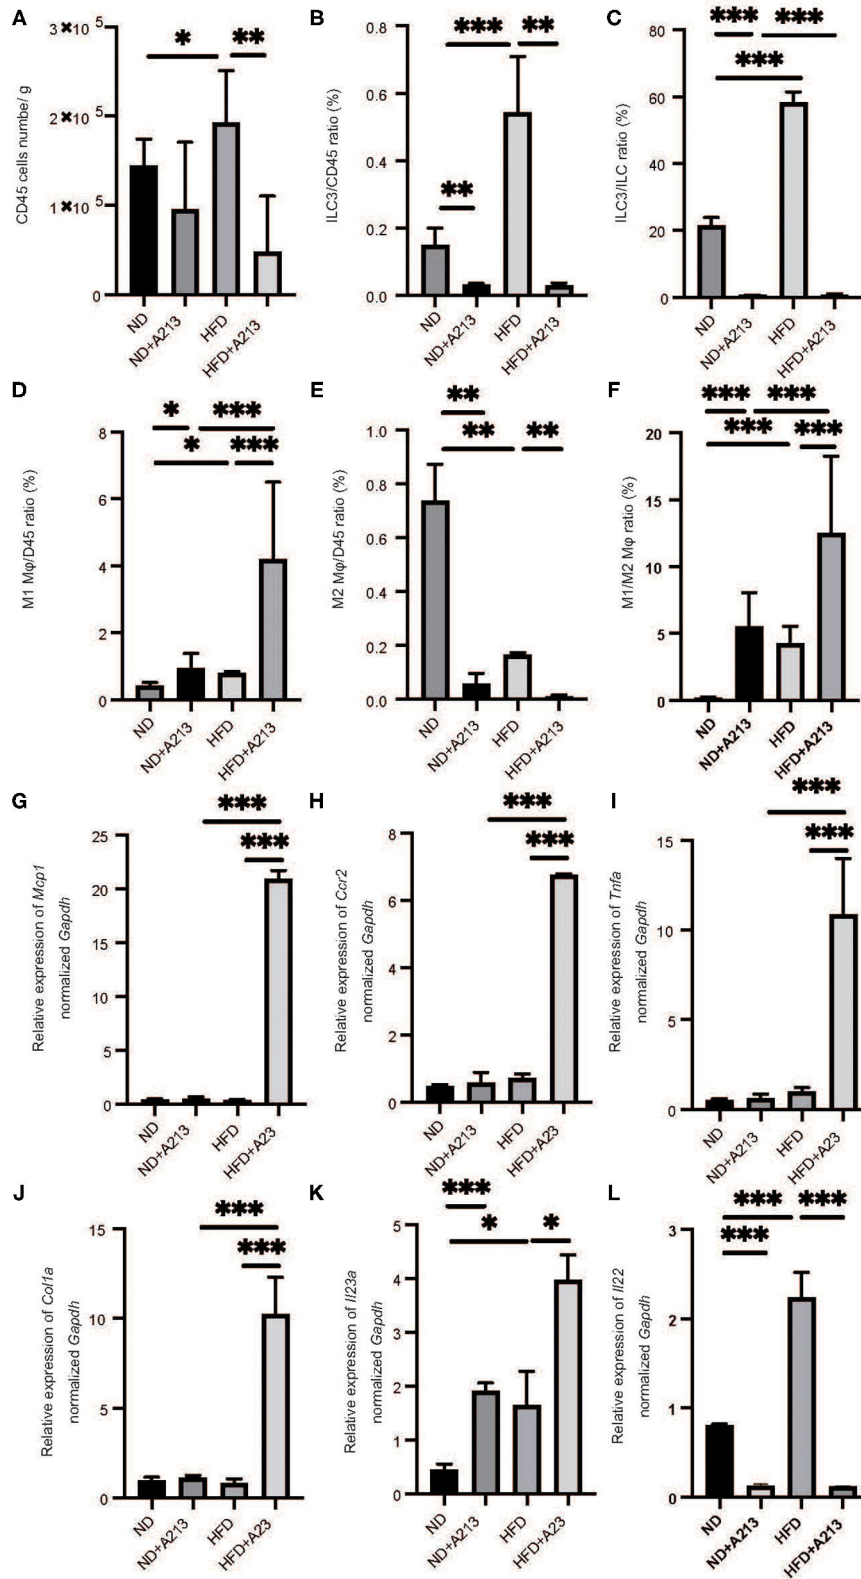 A
CD45 cells numbe/ g
3 ✖10 5
2 ✖10 5
1 ✖10 5
0
✱
✱✱
ND
ND+A213
HFD
HFD+A213
B
ILC3/CD45 ratio (%)
0.8
0.6
0.4
0.2
0.0
✱✱✱
✱✱
✱✱
ND
ND+A213
HFD
HFD+A213
C
ILC3/ILC ratio (%)
80
60
40
20
0
✱✱✱
✱✱✱
✱✱✱
ND
ND+A213
HFD
HFD+A213
D
M1 Mφ/D45 ratio (%)
8
6
4
2
0
✱
✱✱✱
✱
✱✱✱
ND
ND+A213
HFD
HFD+A213
E
M2 Mφ/D45 ratio (%)
1.0
0.8
0.6
0.4
0.2
0.0
✱✱
✱✱
✱✱
ND
ND+A213
HFD
HFD+A213
F
M1/M2 Mφ ratio (%)
20
15
10
5
0
✱✱✱
✱✱✱
✱✱✱
✱✱✱
ND
ND+A213
HFD
HFD+A213
G
Relative expression of Mcp1
normalized Gapdh
25
20
15
10
5
0
✱✱✱
✱✱✱
ND
ND+A213
HFD
HFD+A23
H
Relative expression of Ccr2
normalized Gapdh
8
6
4
2
0
✱✱✱
✱✱✱
ND
ND+A213
HFD
HFD+A23
I
Relative expression of Tnfa
normalized Gapdh
15
10
5
0
✱✱✱
✱✱✱
ND
ND+A213
HFD
HFD+A23
J
Relative expression of Col1a
normalized Gapdh
15
10
5
0
✱✱✱
✱✱✱
ND
ND+A213
HFD
HFD+A23
K
Relative expression of Il23a
normalized Gapdh
5
4
3
2
1
0
✱✱✱
✱
✱
ND
ND+A213
HFD
HFD+A23
L
Relative expression of Il22
normalized Gapdh
3
2
1
0
✱✱✱
✱✱✱
✱✱✱
ND
ND+A213
HFD
HFD+A213